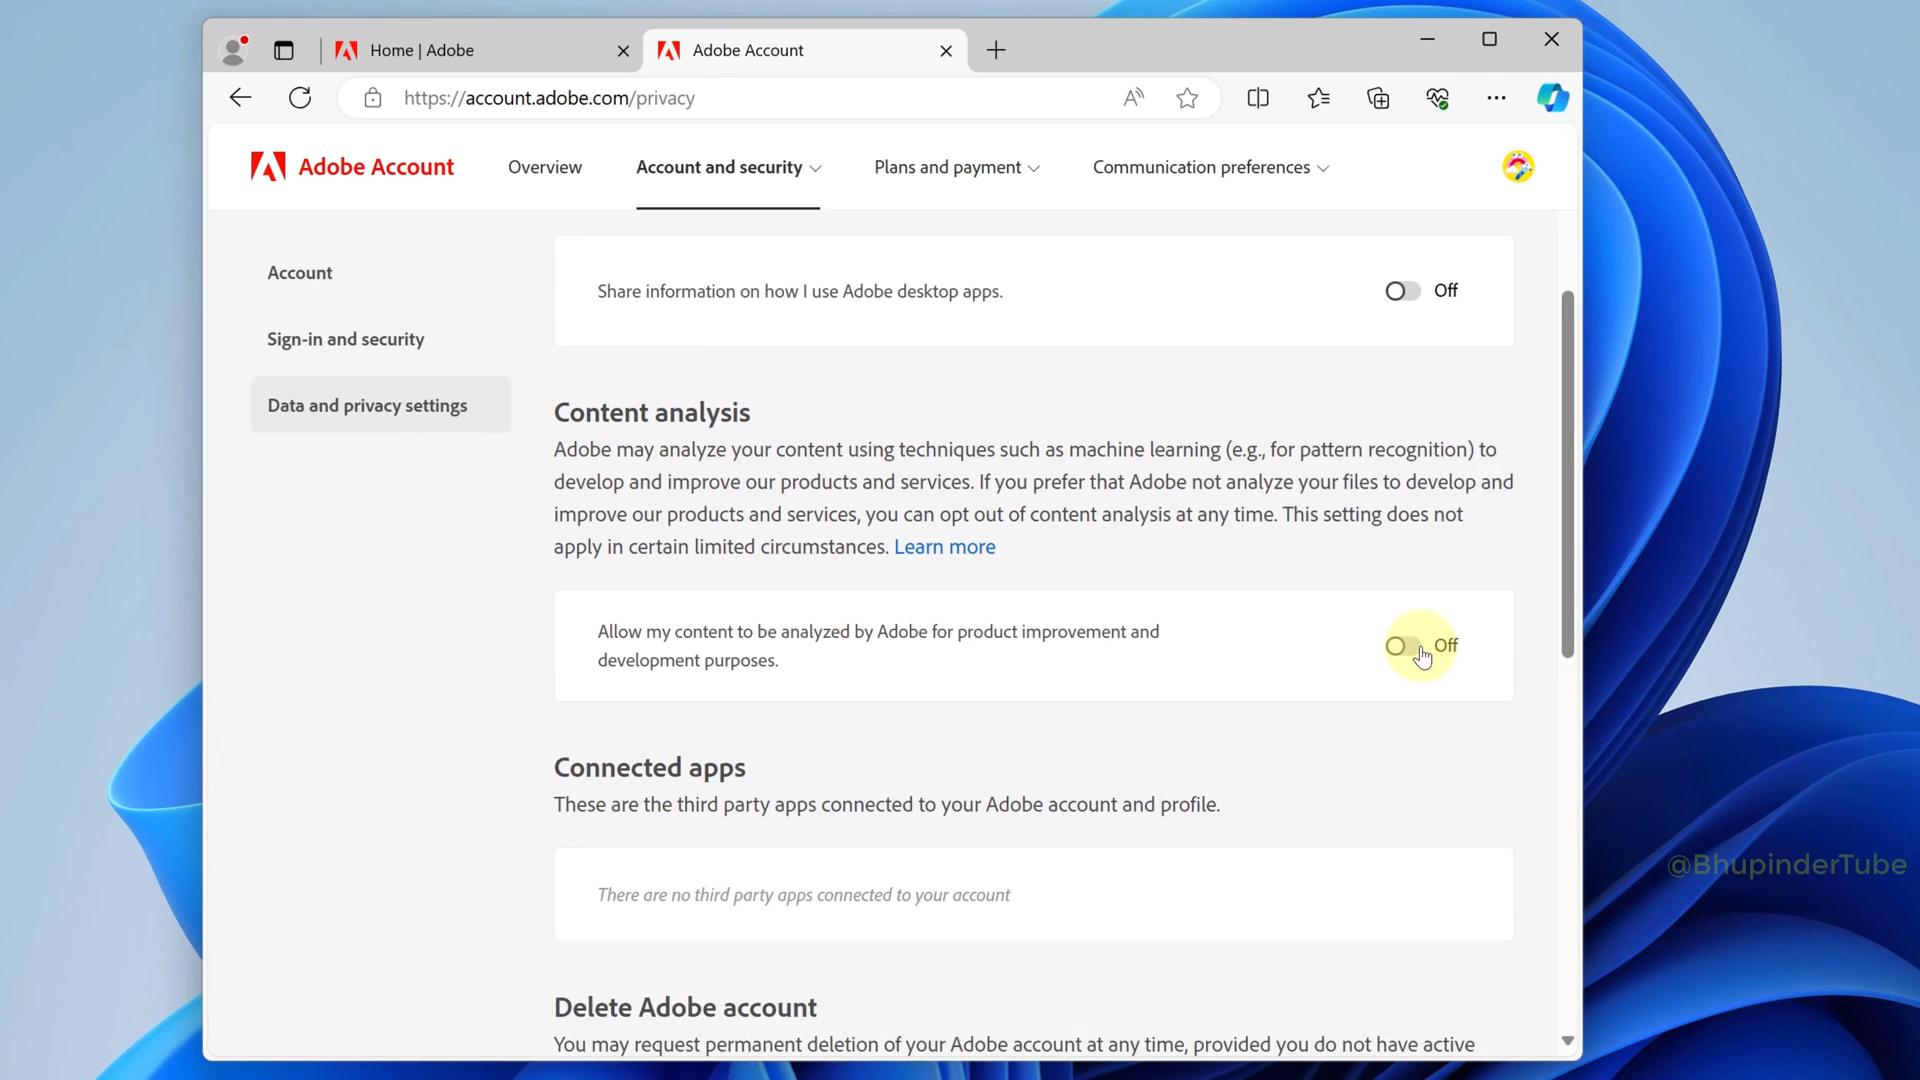 Home | Adobe
Adobe Account
https://account.adobe.com/privacy
Adobe Account
Overview
Account and security
Plans and payment
Communication preferences
Account
Sign-in and security
Data and privacy settings
Share information on how I use Adobe desktop apps.
Off
Content analysis
Adobe may analyze your content using techniques such as machine learning (e.g., for pattern recognition) to
develop and improve our products and services. If you prefer that Adobe not analyze your files to develop and
improve our products and services, you can opt out of content analysis at any time. This setting does not
apply in certain limited circumstances. Learn more
Allow my content to be analyzed by Adobe for product improvement and
development purposes.
Off
Connected apps
These are the third party apps connected to your Adobe account and profile.
There are no third party apps connected to your account
Delete Adobe account
You may request permanent deletion of your Adobe account at any time, provided you do not have active
@BhupinderTube